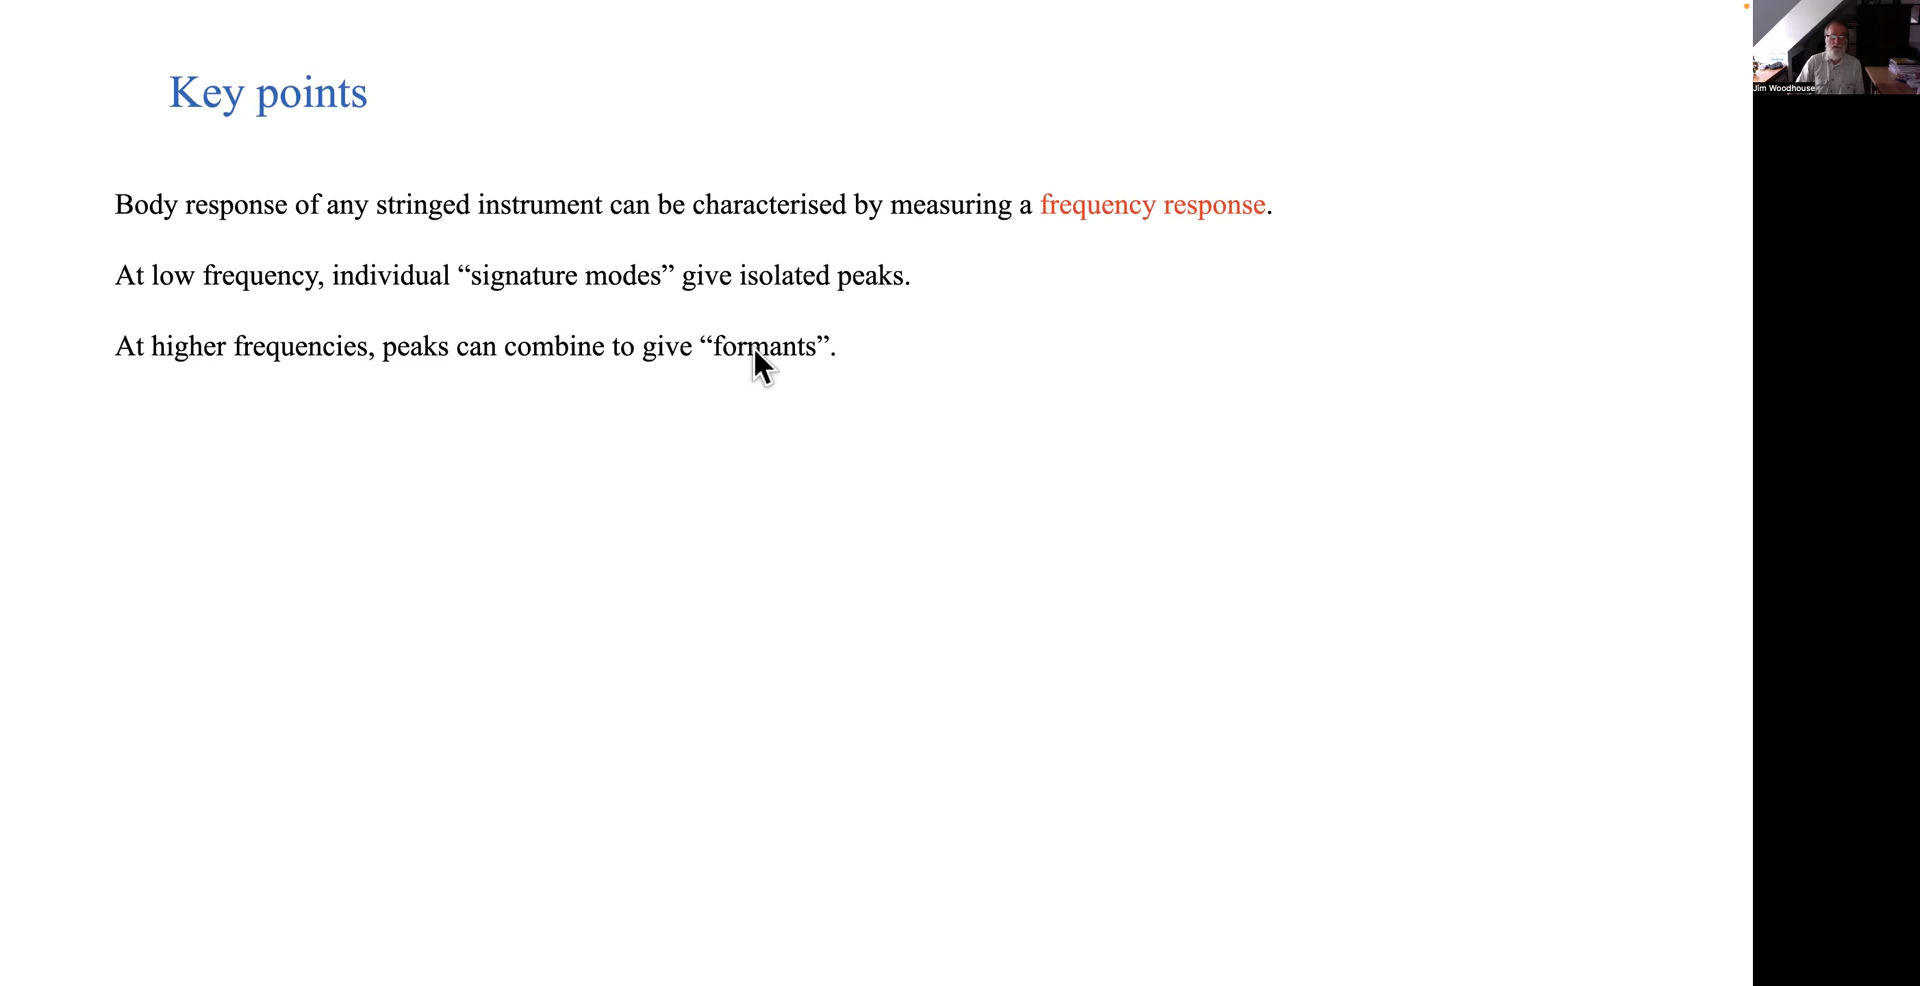 Key points
Body response of any stringed instrument can be characterised by measuring a frequency response.
At low frequency, individual “signature modes” give isolated peaks.
At higher frequencies, peaks can combine to give “formants”.
Jim Woodhouse